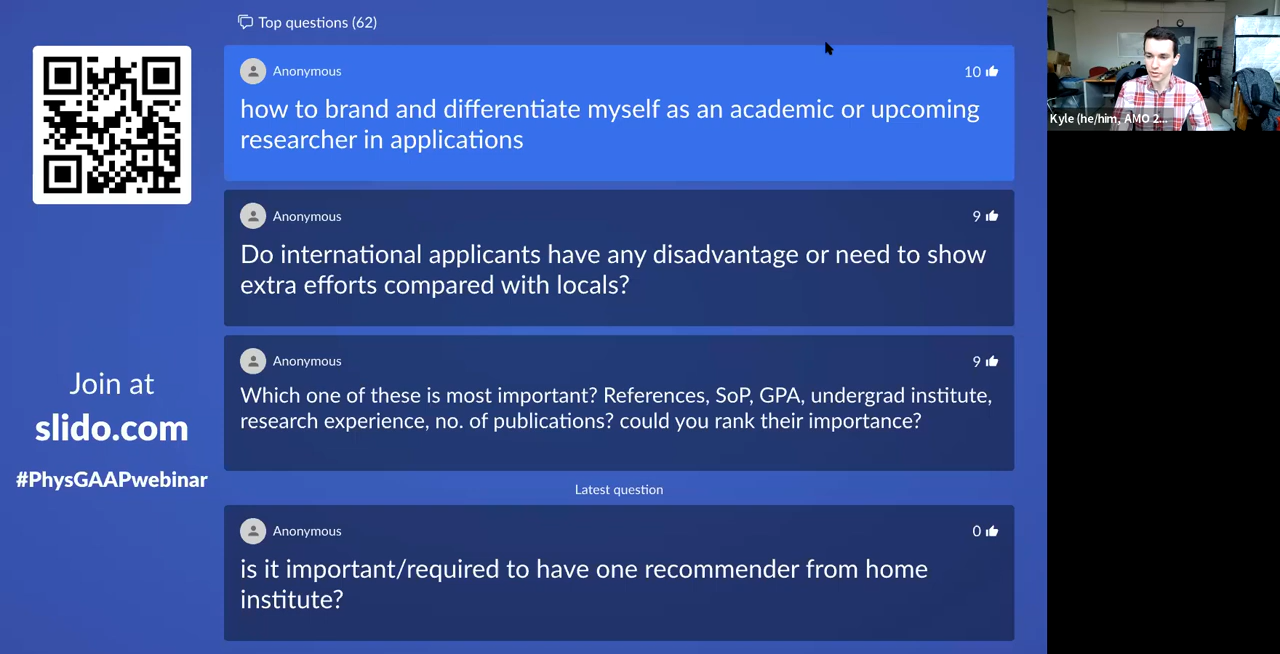 Top questions (62)
Anonymous
10
how to brand and differentiate myself as an academic or upcoming
researcher in applications
Anonymous
9
Do international applicants have any disadvantage or need to show
extra efforts compared with locals?
Anonymous
9
Which one of these is most important? References, SoP, GPA, undergrad institute,
research experience, no. of publications? could you rank their importance?
Latest question
Anonymous
0
is it important/required to have one recommender from home
institute?
Join at
slido.com
#PhysGAAPwebinar
Kyle (he/him, AMO 2...